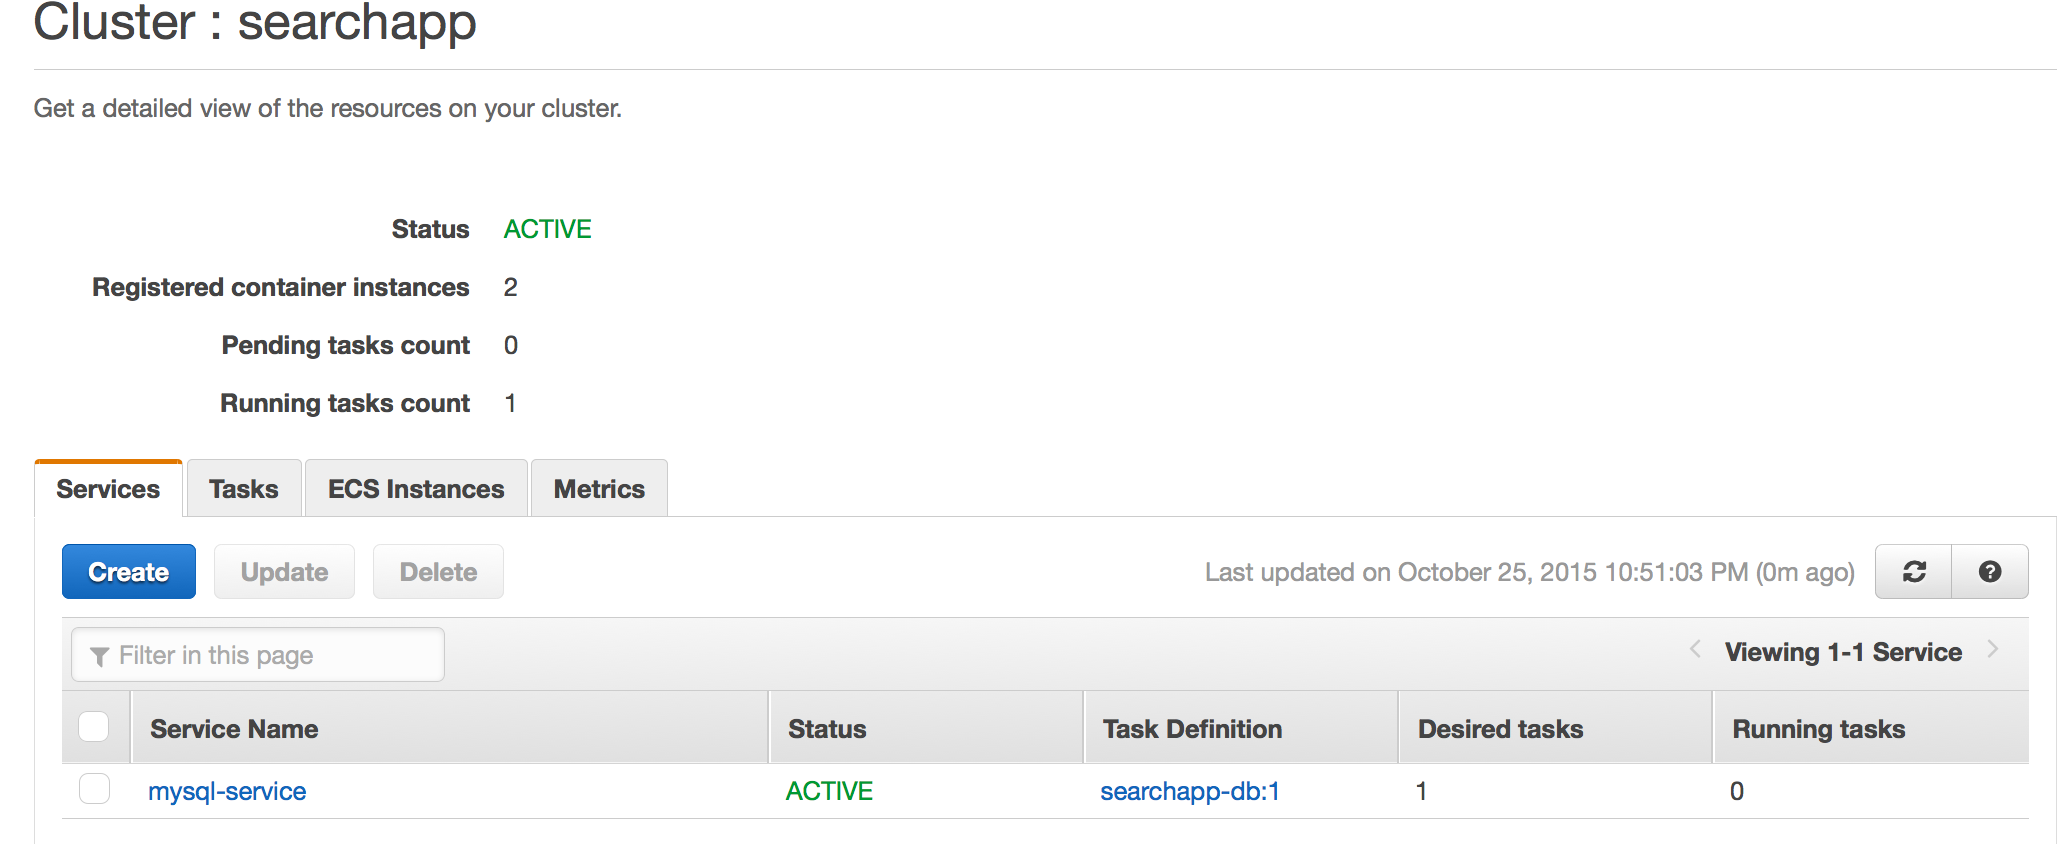 Cluster : searchapp
Get a detailed view of the resources on your cluster.
Status ACTIVE
Registered container instances 2
Pending tasks count 0
Running tasks count 1
Services Tasks ECS Instances Metrics
Create Update Delete Last updated on October 25, 2015 10:51:03 PM (0m ago) ?
Filter in this page < Viewing 1-1 Service >
Service Name Status Task Definition Desired tasks Running tasks
mysql-service ACTIVE searchapp-db:1 1 0